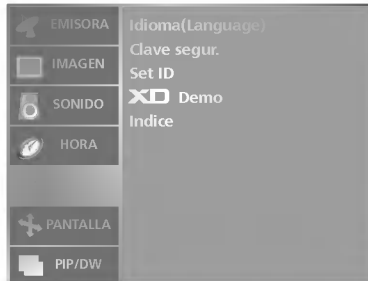 EMISORA
IMAGEN
SONIDO
HORA
PANTALLA
PIP/DW
Idioma(Language)
Clave segur.
Set ID
XD Demo
Indice